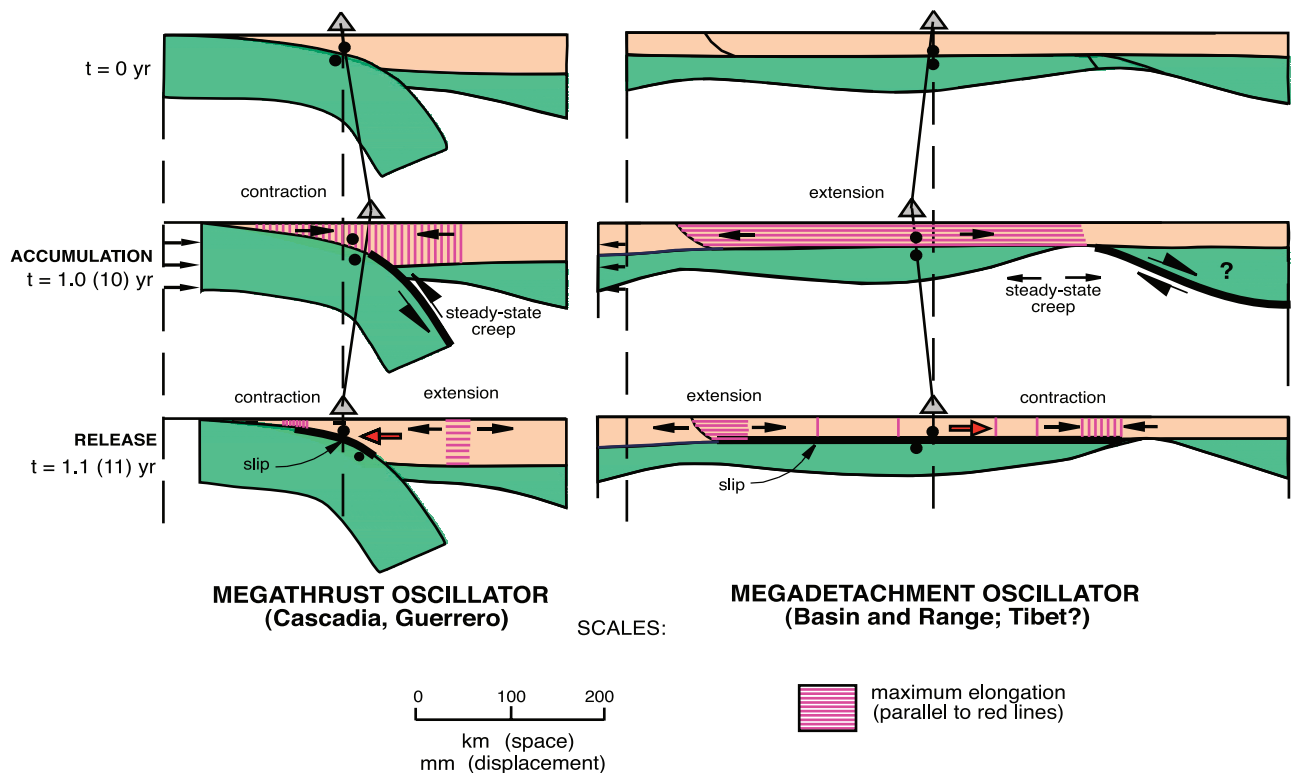 t = 0 yr
contraction
extension
ACCUMULATION
t = 1.0 (10) yr
steady-state
creep
steady-state
creep
?
contraction
extension
extension
contraction
RELEASE
t = 1.1 (11) yr
slip
slip
MEGATHRUST OSCILLATOR
(Cascadia, Guerrero)
MEGADETACHMENT OSCILLATOR
(Basin and Range; Tibet?)
SCALES:
0 100 200
km (space)
mm (displacement)
maximum elongation
(parallel to red lines)